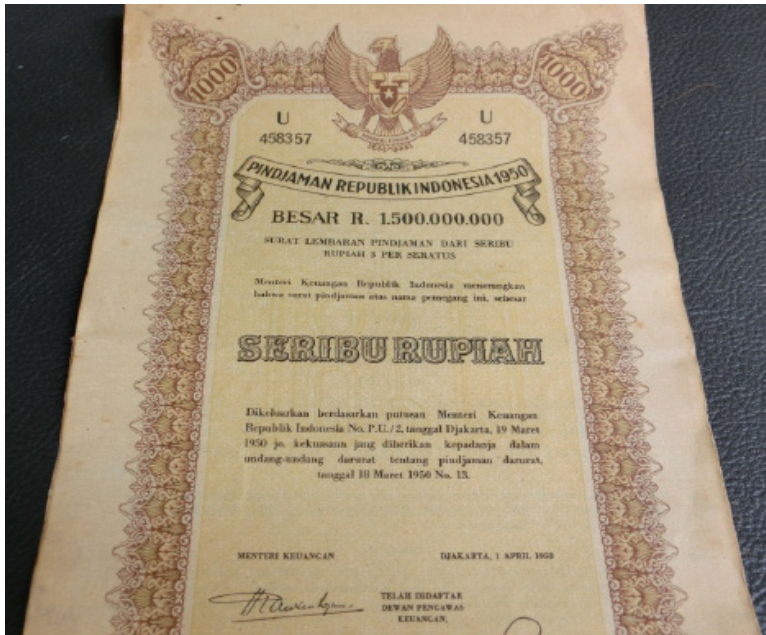 1000
1000
U
U
458357
458357
PINDJAMAN REPUBLIK INDONESIA 1950
BESAR R. 1.500.000.000
SURAT LEMBARAN PINDJAMAN DARI SERIBU
RUPIAH 3 PER SERATUS
Menteri Keuangan Republik Indonesia menerangkan
bahwa surat pindjaman atas nama pemegang ini, sebesar
SERIBU RUPIAH
Dikeluarkan berdasarkan putusan Menteri Keuangan
Republik Indonesia No. P.U./2, tanggal Djakarta, 19 Maret
1950 jo. kekuasaan jang diberikan kepadanja dalam
undang-undang darurat tentang pindjaman darurat,
tanggal 18 Maret 1950 No. 13.
MENTERI KEUANGAN
DJAKARTA, 1 APRIL 1950
TELAH DIDAFTAR
DEWAN PENGAWAS
KEUANGAN,